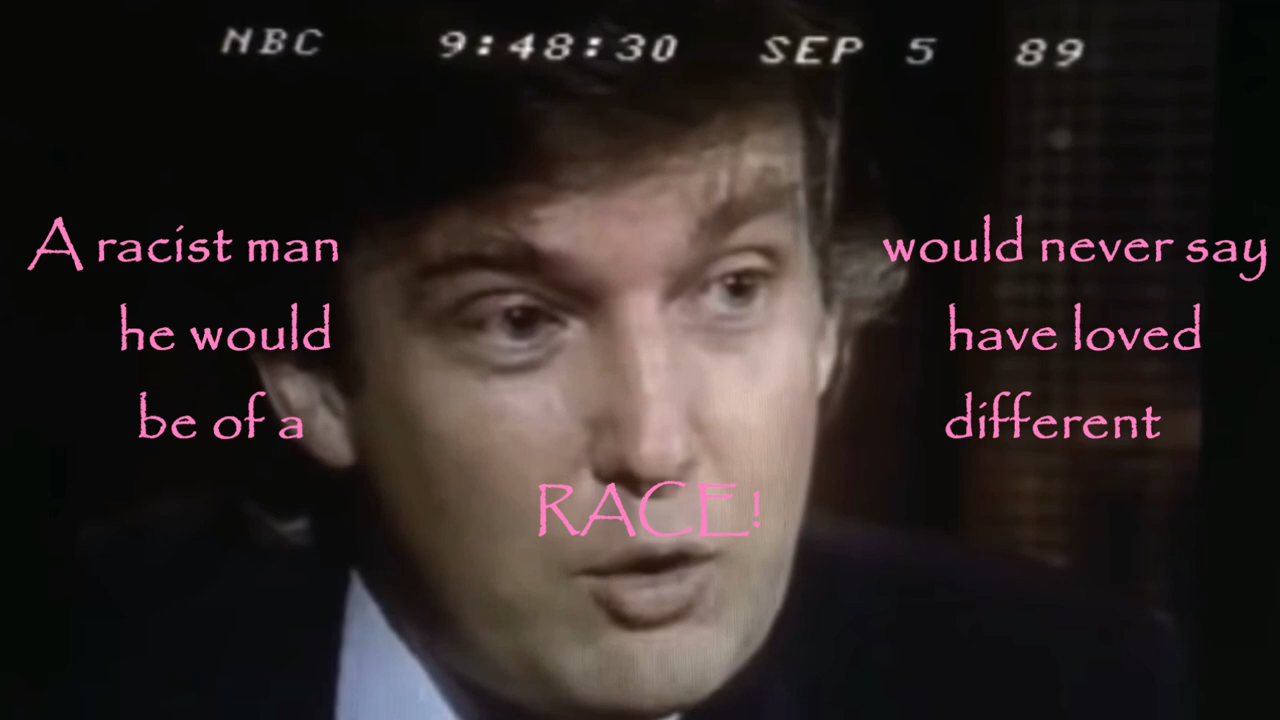 NBC 9:48:30 SEP 5 89
A racist man would never say
he would have loved
be of a different
RACE!